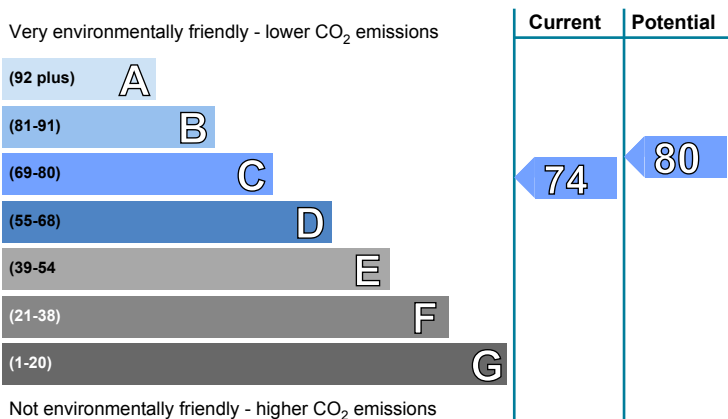 Current Potential
Very environmentally friendly - lower CO2 emissions
(92 plus) A
(81-91) B
(69-80) C 74 80
(55-68) D
(39-54 E
(21-38) F
(1-20) G
Not environmentally friendly - higher CO2 emissions